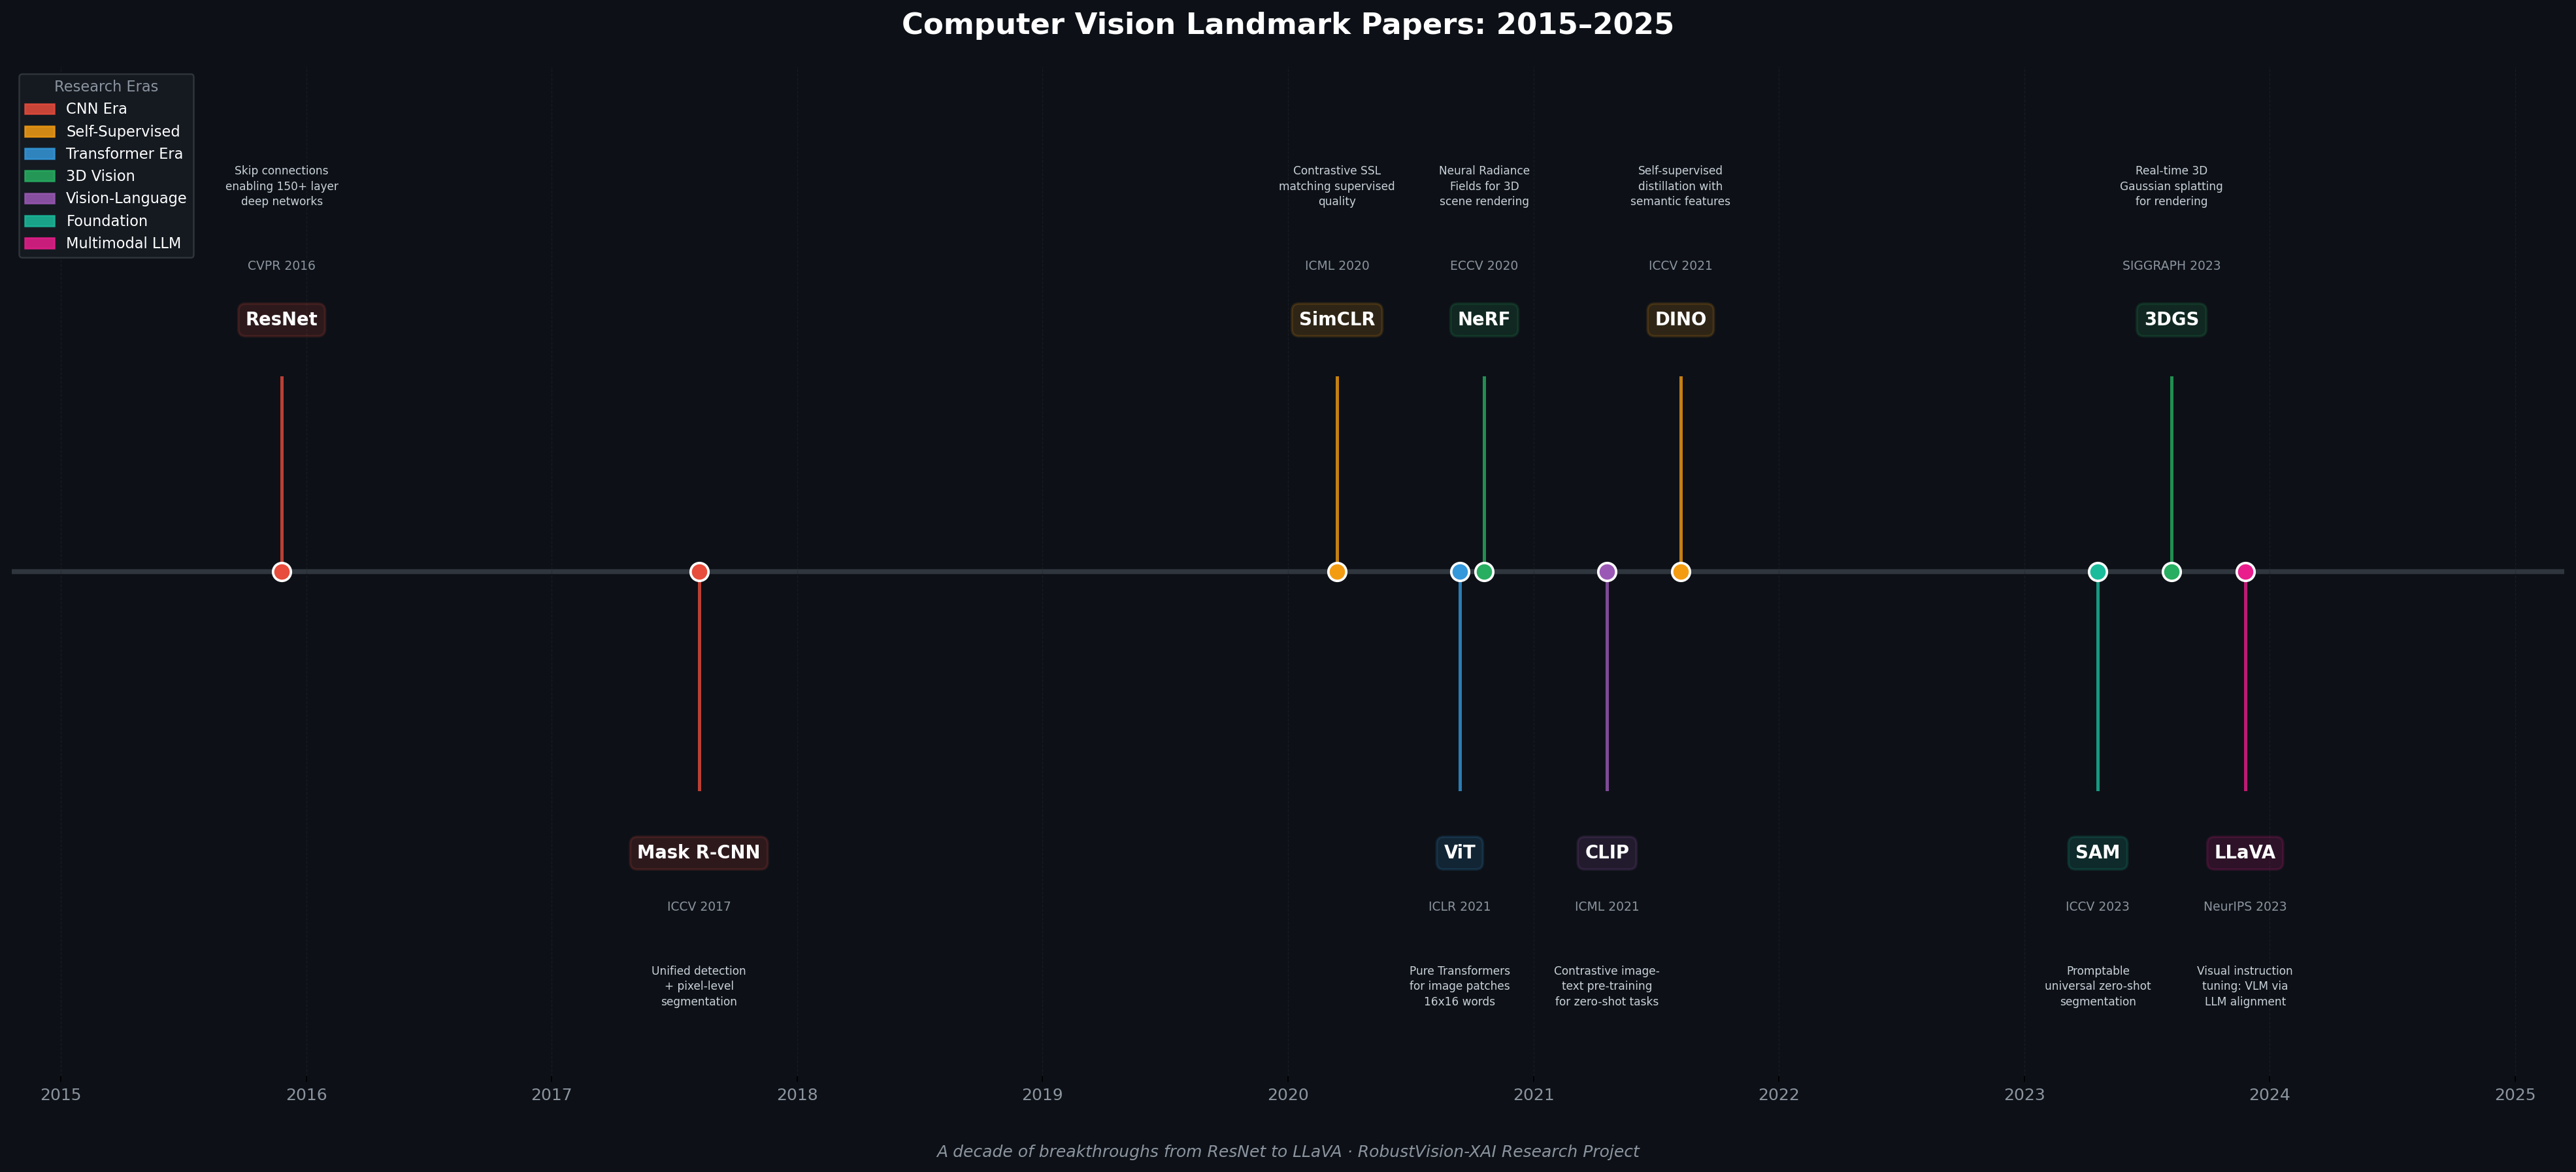 Computer Vision Landmark Papers: 2015–2025
Research Eras
CNN Era
Self-Supervised
Transformer Era
3D Vision
Vision-Language
Foundation
Multimodal LLM
Skip connections
enabling 150+ layer
deep networks
CVPR 2016
ResNet
Contrastive SSL
matching supervised
quality
ICML 2020
SimCLR
Neural Radiance
Fields for 3D
scene rendering
ECCV 2020
NeRF
Self-supervised
distillation with
semantic features
ICCV 2021
DINO
Real-time 3D
Gaussian splatting
for rendering
SIGGRAPH 2023
3DGS
Mask R-CNN
ICCV 2017
Unified detection
+ pixel-level
segmentation
ViT
ICLR 2021
Pure Transformers
for image patches
16x16 words
CLIP
ICML 2021
Contrastive image-
text pre-training
for zero-shot tasks
SAM
ICCV 2023
Promptable
universal zero-shot
segmentation
LLaVA
NeurIPS 2023
Visual instruction
tuning: VLM via
LLM alignment
2015 2016 2017 2018 2019 2020 2021 2022 2023 2024 2025
A decade of breakthroughs from ResNet to LLaVA · RobustVision-XAI Research Project